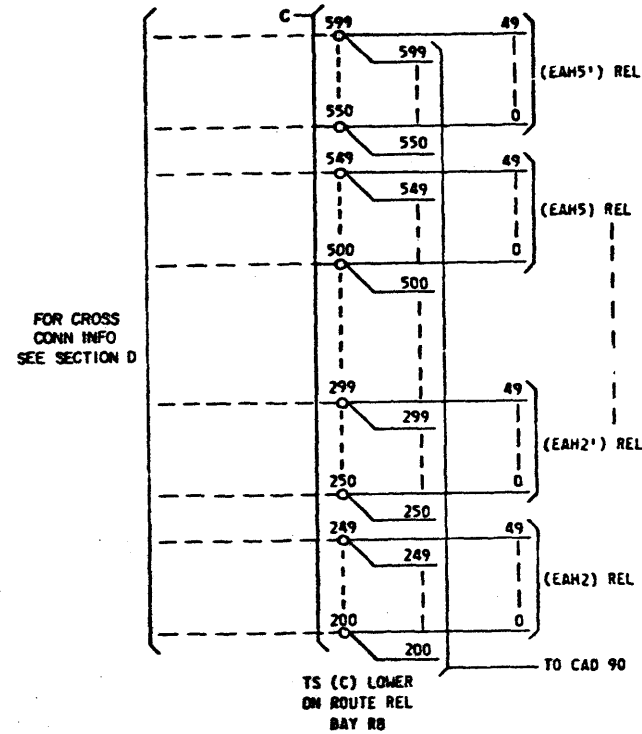 C
599 49
599
(EAH5') REL
550 0
550
549 49
549
(EAH5) REL
500 0
500
FOR CROSS
CONN INFO
SEE SECTION D
299 49
299
(EAH2') REL
250 0
250
249 49
249
(EAH2) REL
200 0
200
TO CAD 90
TS (C) LOWER
ON ROUTE REL
BAY RB